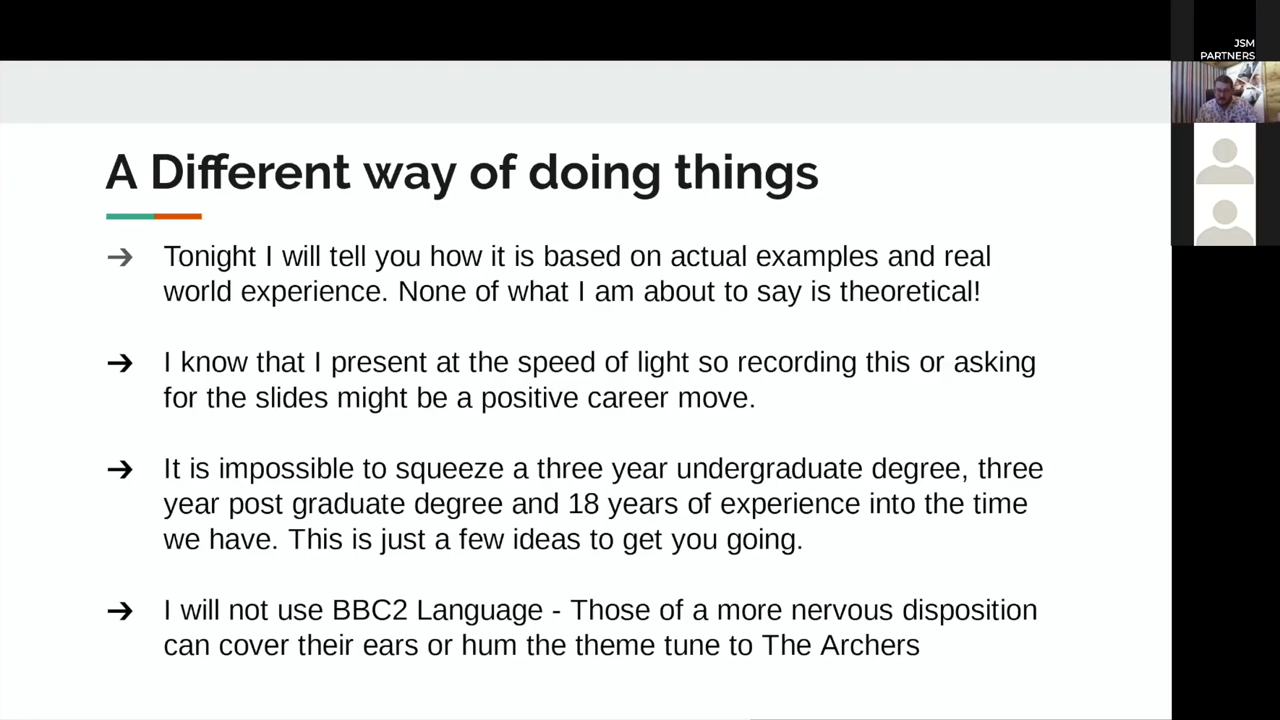 JSM
PARTNERS
A Different way of doing things
➔ Tonight I will tell you how it is based on actual examples and real
world experience. None of what I am about to say is theoretical!
➔ I know that I present at the speed of light so recording this or asking
for the slides might be a positive career move.
➔ It is impossible to squeeze a three year undergraduate degree, three
year post graduate degree and 18 years of experience into the time
we have. This is just a few ideas to get you going.
➔ I will not use BBC2 Language - Those of a more nervous disposition
can cover their ears or hum the theme tune to The Archers